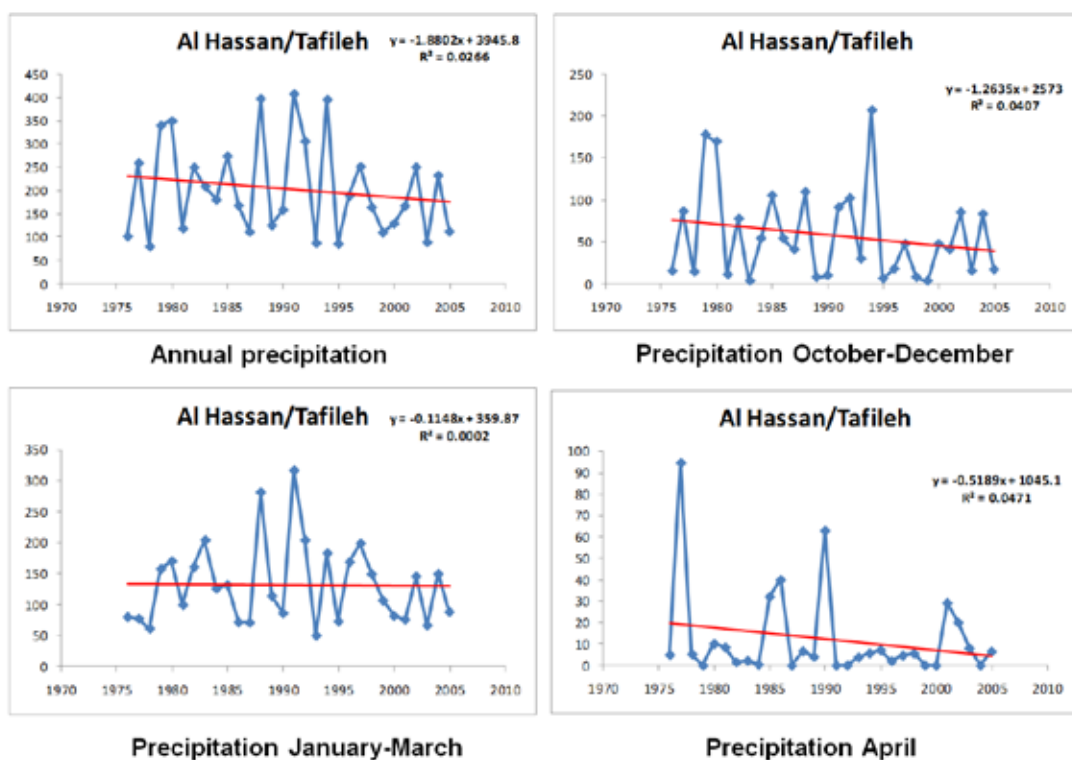 Al Hassan/Tafileh
y = -1.8802x + 3945.8
R² = 0.0266
450
400
350
300
250
200
150
100
50
0
1970 1975 1980 1985 1990 1995 2000 2005 2010
Annual precipitation
Al Hassan/Tafileh
y = -1.2635x + 2573
R² = 0.0407
250
200
150
100
50
0
1970 1975 1980 1985 1990 1995 2000 2005 2010
Precipitation October-December
Al Hassan/Tafileh
y = -0.1148x + 359.87
R² = 0.0002
350
300
250
200
150
100
50
0
1970 1975 1980 1985 1990 1995 2000 2005 2010
Precipitation January-March
Al Hassan/Tafileh
y = -0.5189x + 1045.1
R² = 0.0471
100
90
80
70
60
50
40
30
20
10
0
1970 1975 1980 1985 1990 1995 2000 2005 2010
Precipitation April